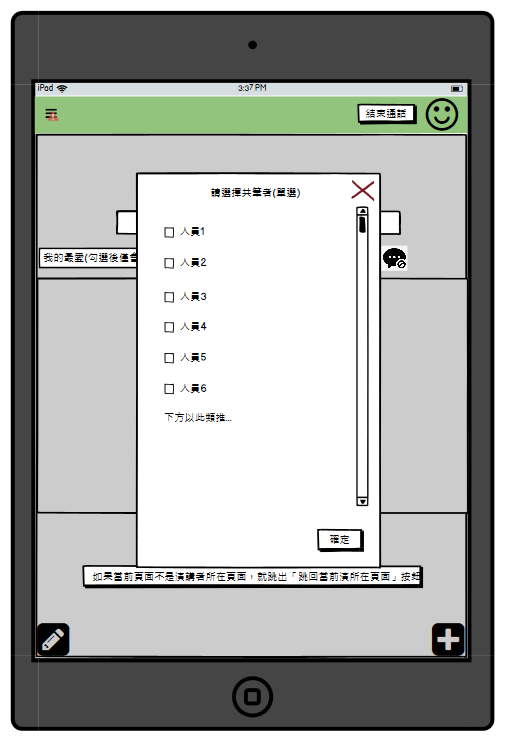 iPad
3:37 PM
結束通話
請選擇共筆者(單選)
我的最愛(勾選後僅會
人員1
人員2
人員3
人員4
人員5
人員6
下方以此類推...
確定
如果當前頁面不是演講者所在頁面，就跳出「跳回當前演所在頁面」按鈕